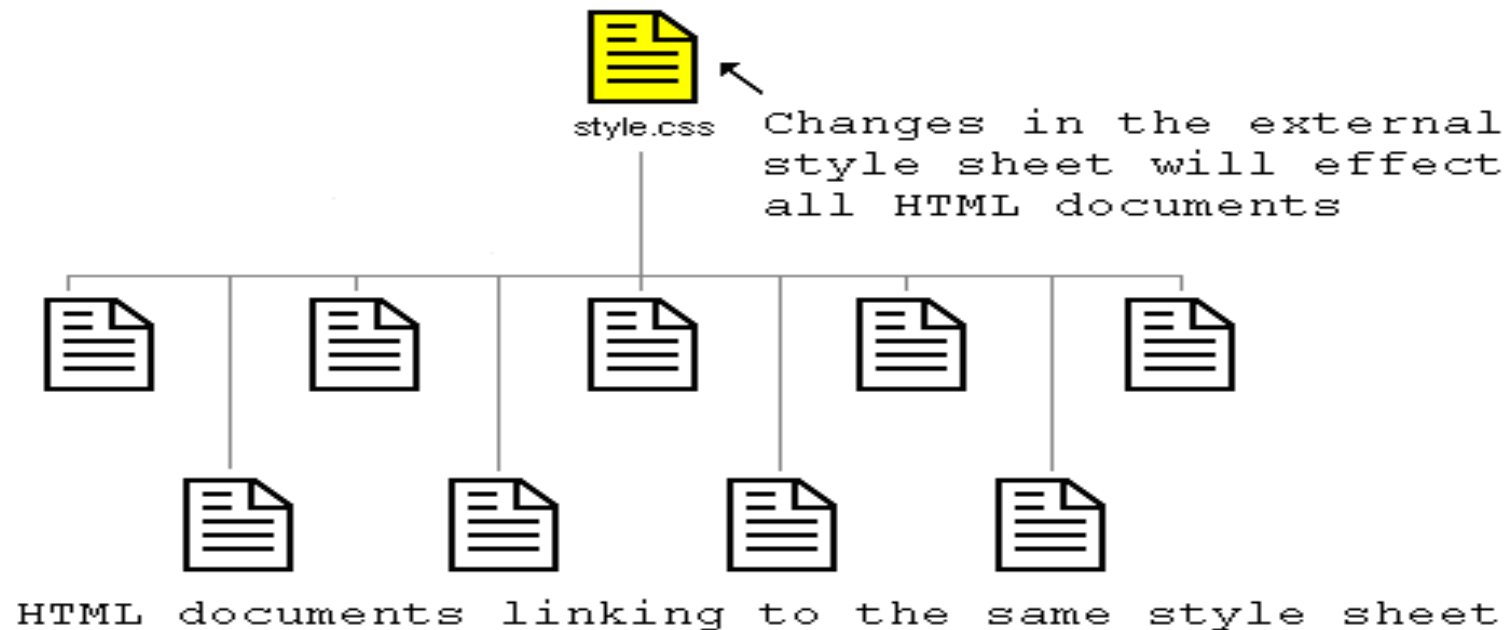 style.css
Changes in the external
style sheet will effect
all HTML documents
HTML documents linking to the same style sheet